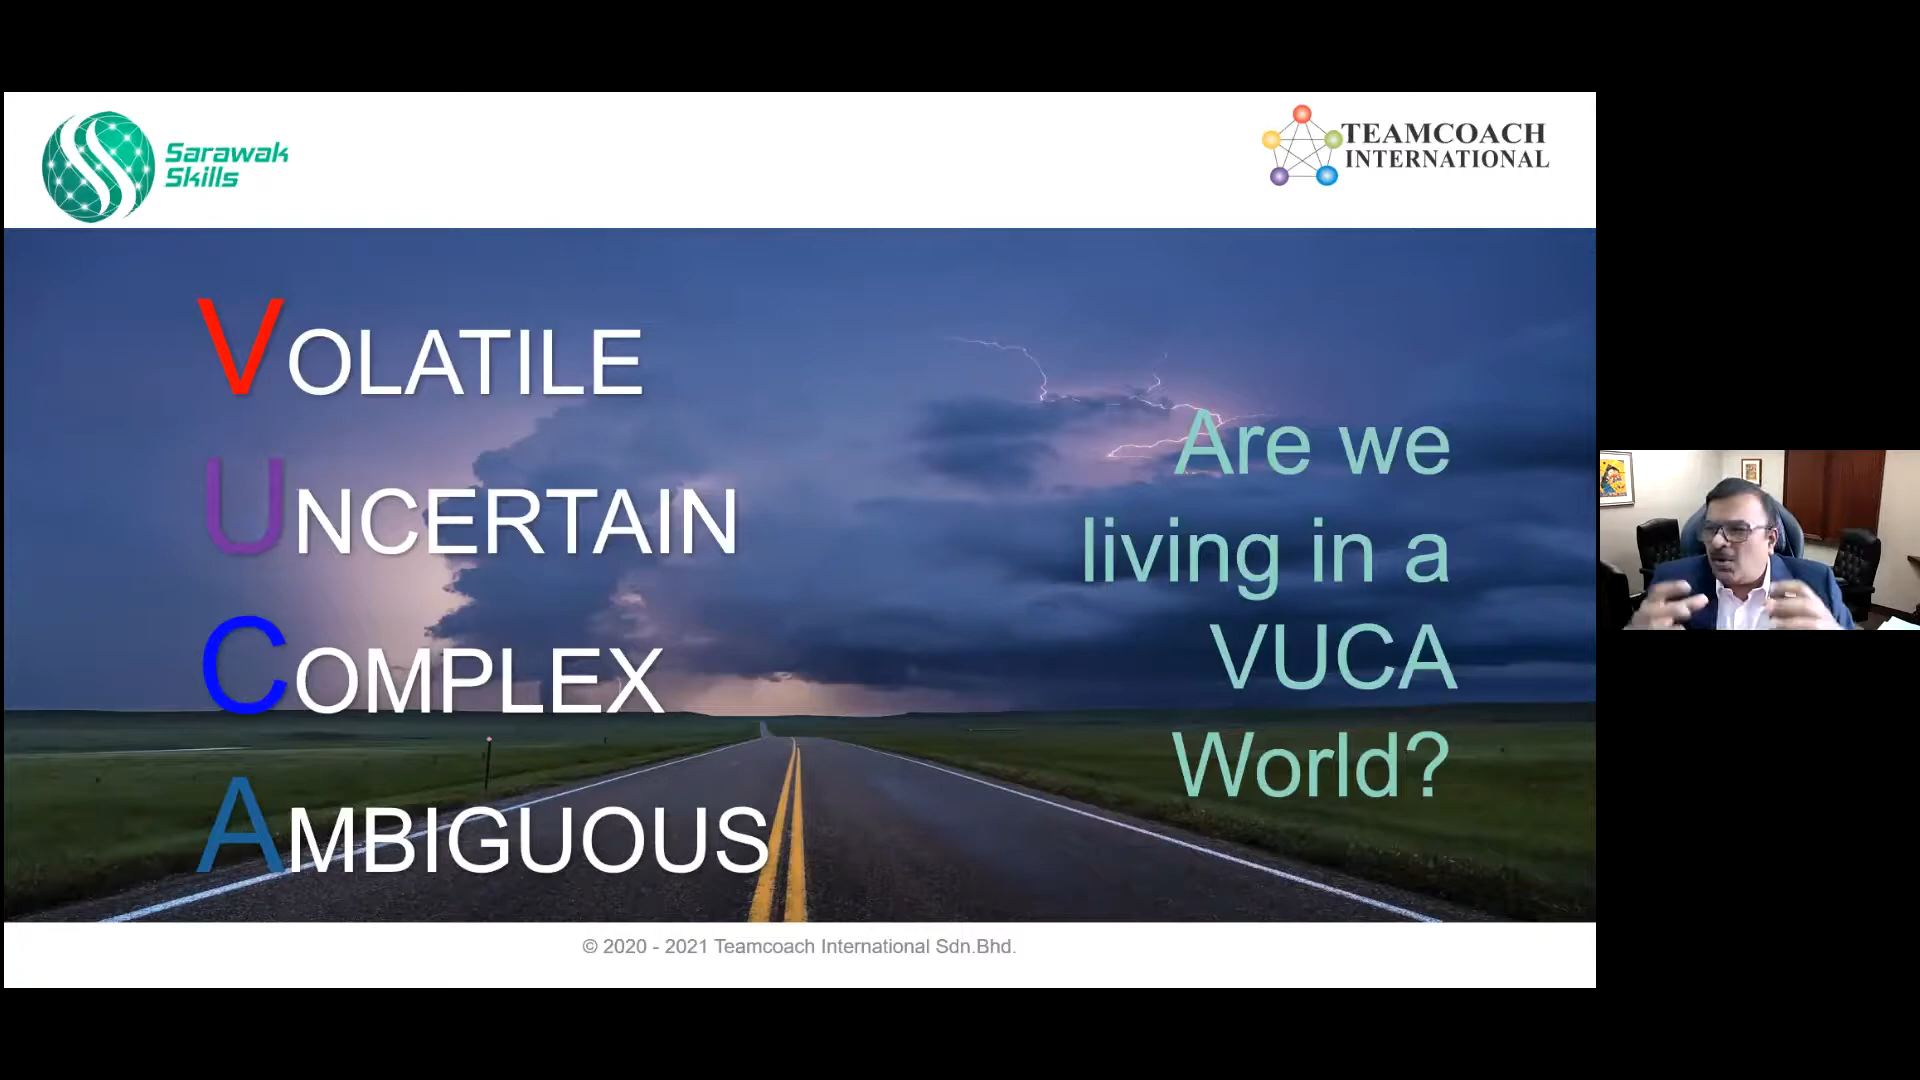 Sarawak
Skills
TEAMCOACH
INTERNATIONAL
VOLATILE
UNCERTAIN
COMPLEX
AMBIGUOUS
Are we
living in a
VUCA
World?
© 2020 - 2021 Teamcoach International Sdn.Bhd.